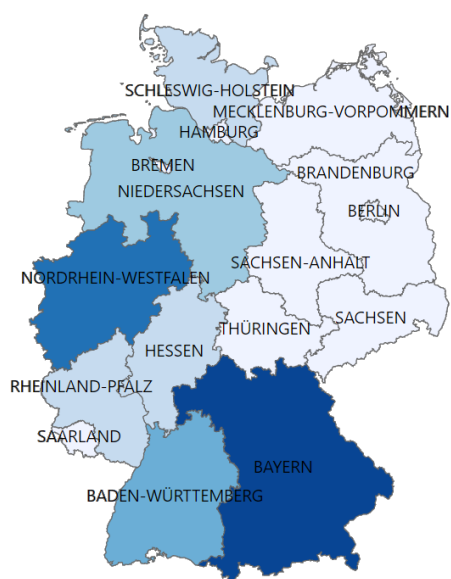 SCHLESWIG-HOLSTEIN
MECKLENBURG-VORPOMMERN
HAMBURG
BREMEN
BRANDENBURG
NIEDERSACHSEN
BERLIN
SACHSEN-ANHALT
NORDRHEIN-WESTFALEN
SACHSEN
THÜRINGEN
HESSEN
RHEINLAND-PFALZ
SAARLAND
BAYERN
BADEN-WÜRTTEMBERG